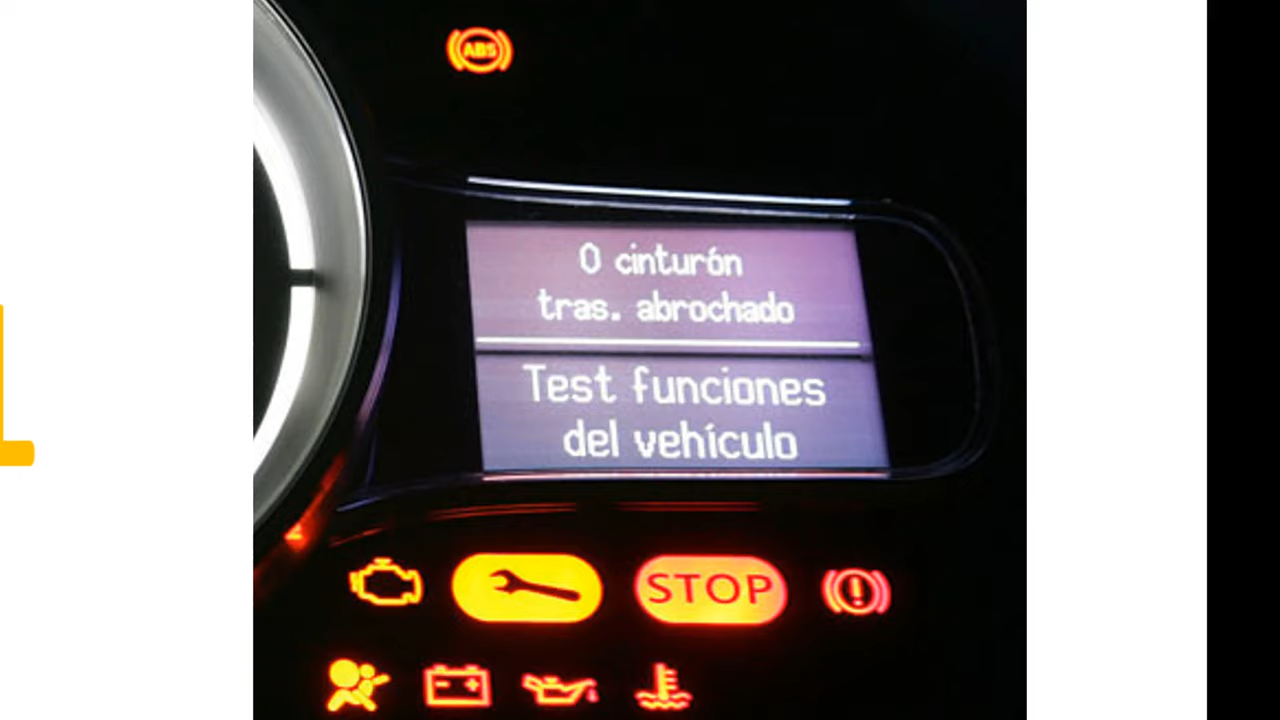 ABS
0 cinturón
tras. abrochado
Test funciones
del vehículo
STOP